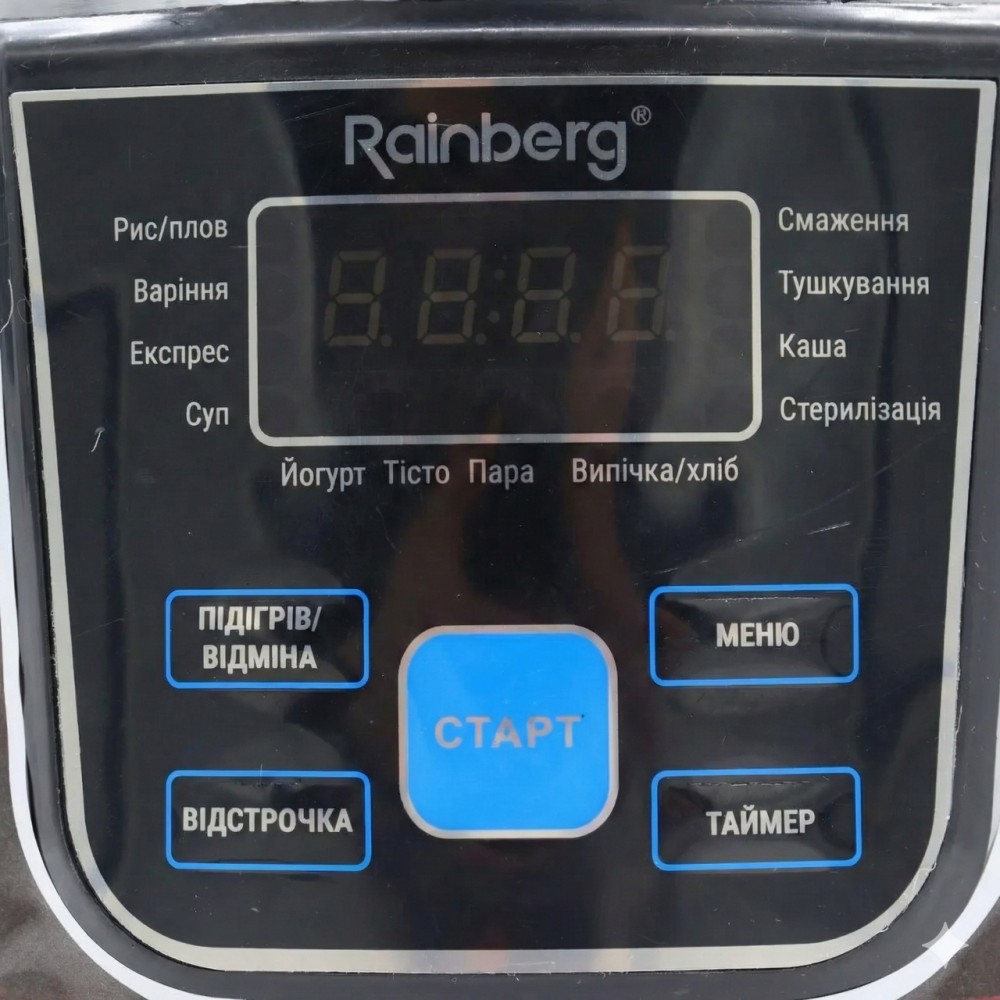 Rainberg®
Рис/плов
Варіння
Експрес
Суп
Смаження
Тушкування
Каша
Стерилізація
Йогурт Тісто Пара Випічка/хліб
ПІДІГРІВ/
ВІДМІНА
МЕНЮ
СТАРТ
ВІДСТРОЧКА
ТАЙМЕР